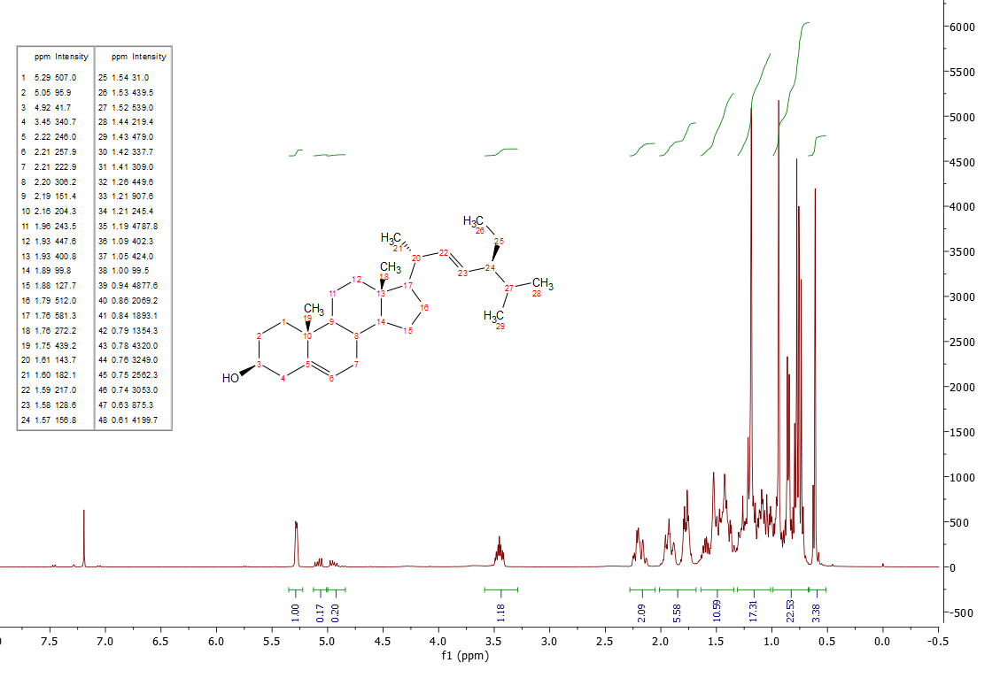 ppm Intensity ppm Intensity
1 5.29 507.0 25 1.54 31.0
2 5.05 95.9 26 1.53 439.5
3 4.92 41.7 27 1.52 539.0
4 3.45 340.7 28 1.44 219.4
5 2.22 246.0 29 1.43 479.0
6 2.21 257.9 30 1.42 337.7
7 2.21 222.9 31 1.41 309.0
8 2.20 306.2 32 1.26 449.6
9 2.19 151.4 33 1.21 907.6
10 2.16 204.3 34 1.21 245.4
11 1.96 243.5 35 1.19 4787.8
12 1.93 447.6 36 1.09 402.3
13 1.93 400.8 37 1.05 424.0
14 1.89 99.8 38 1.00 99.5
15 1.88 127.7 39 0.94 4877.6
16 1.79 512.0 40 0.86 2069.2
17 1.76 581.3 41 0.84 1893.1
18 1.76 272.2 42 0.79 1354.3
19 1.75 439.2 43 0.78 4320.0
20 1.61 143.7 44 0.76 3249.0
21 1.60 182.1 45 0.75 2562.3
22 1.59 217.0 46 0.74 3053.0
23 1.58 128.6 47 0.63 875.3
24 1.57 156.8 48 0.61 4199.7
H₃C
26
25
H₃C
21
20
22
23
24
CH₃
18
12
11
13
17
27
CH₃
28
16
H₃C
29
CH₃
19
1
9
14
15
2
10
8
3
5
7
HO
4
6
6000
5500
5000
4500
4000
3500
3000
2500
2000
1500
1000
500
0
-500
1.00
0.17
0.20
1.18
2.09
5.58
10.59
17.31
22.53
3.38
0 7.5 7.0 6.5 6.0 5.5 5.0 4.5 4.0 3.5 3.0 2.5 2.0 1.5 1.0 0.5 0.0 -0.5
f1 (ppm)